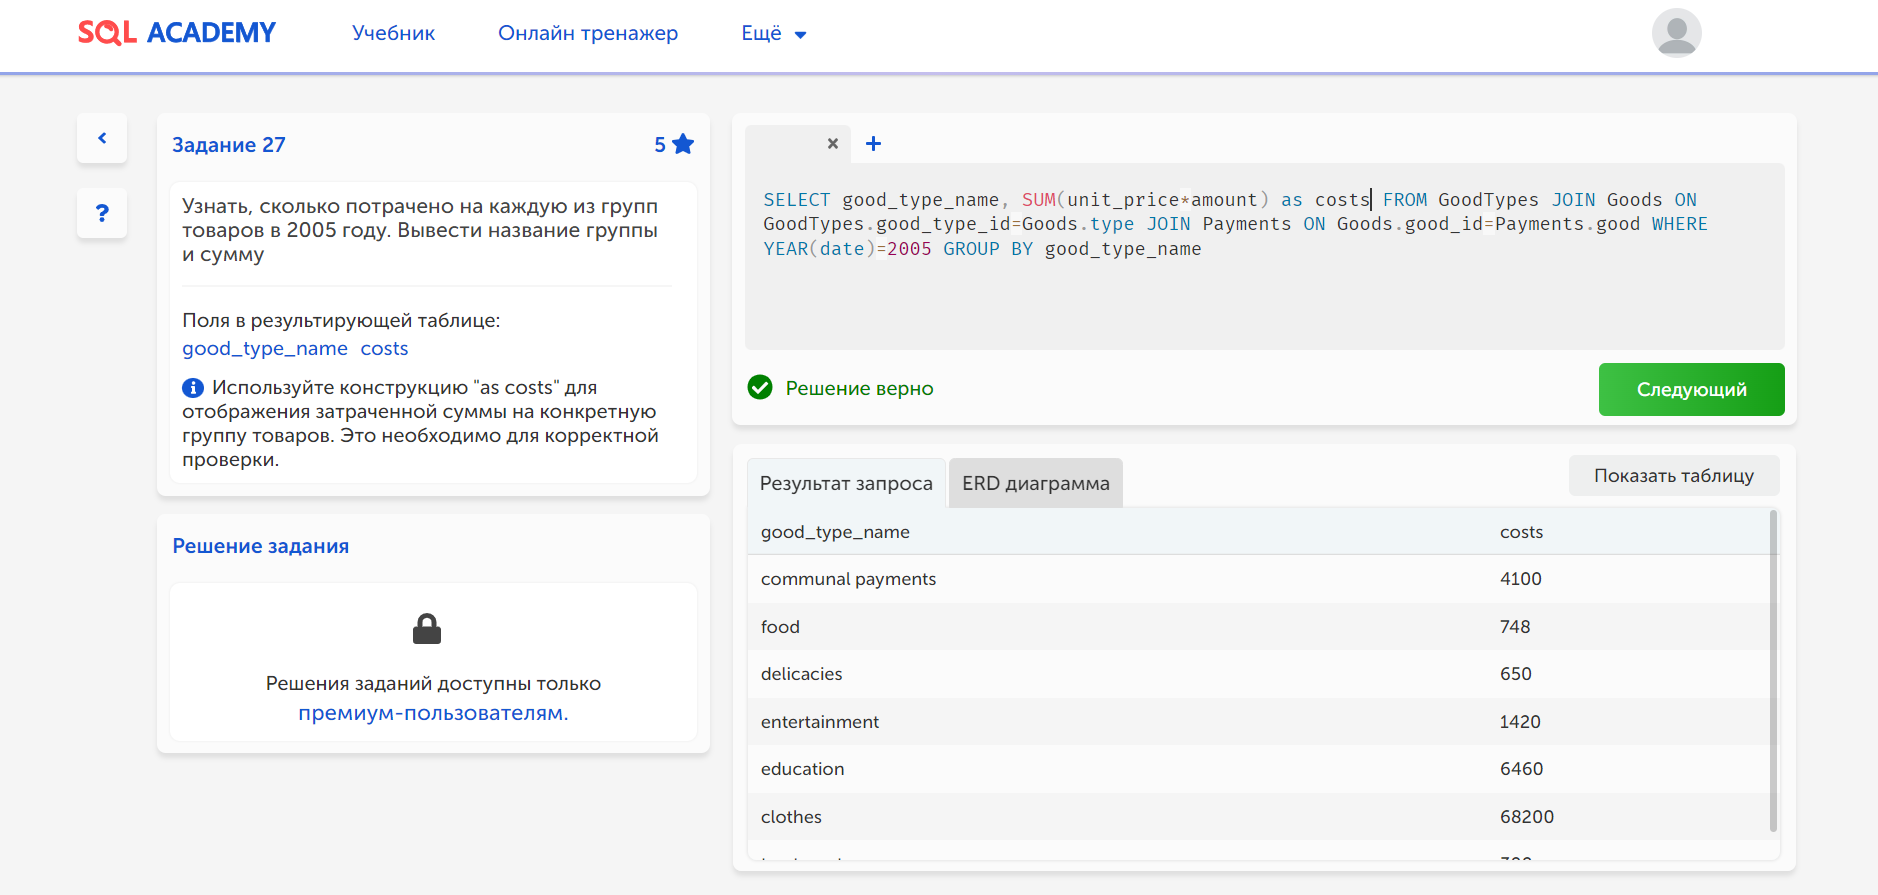 SQL ACADEMY
Учебник
Онлайн тренажер
Ещё
Задание 27
5
Узнать, сколько потрачено на каждую из групп
товаров в 2005 году. Вывести название группы
и сумму
Поля в результирующей таблице:
good_type_name costs
Используйте конструкцию "as costs" для
отображения затраченной суммы на конкретную
группу товаров. Это необходимо для корректной
проверки.
Решение задания
Решения заданий доступны только
премиум-пользователям.
SELECT good_type_name, SUM(unit_price*amount) as costs FROM GoodTypes JOIN Goods ON
GoodTypes.good_type_id=Goods.type JOIN Payments ON Goods.good_id=Payments.good WHERE
YEAR(date)=2005 GROUP BY good_type_name
Решение верно
Следующий
Результат запроса
ERD диаграмма
Показать таблицу
good_type_name costs
communal payments 4100
food 748
delicacies 650
entertainment 1420
education 6460
clothes 68200